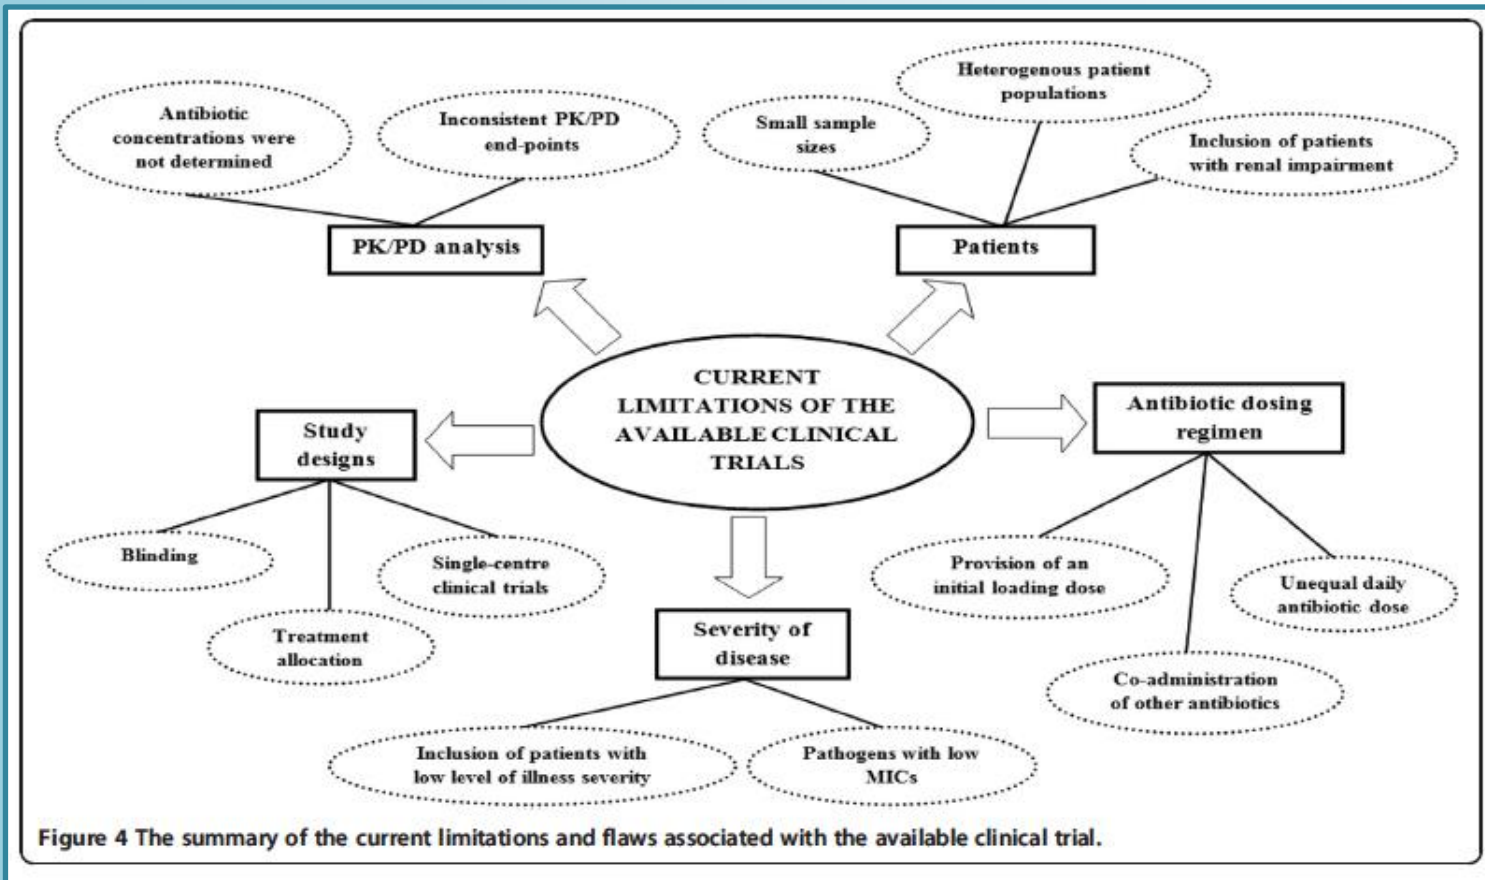 Antibiotic
concentrations were
not determined
Inconsistent PK/PD
end-points
PK/PD analysis
Small sample
sizes
Heterogenous patient
populations
Inclusion of patients
with renal impairment
Patients
CURRENT
LIMITATIONS OF THE
AVAILABLE CLINICAL
TRIALS
Study
designs
Blinding
Treatment
allocation
Single-centre
clinical trials
Antibiotic dosing
regimen
Provision of an
initial loading dose
Co-administration
of other antibiotics
Unequal daily
antibiotic dose
Severity of
disease
Inclusion of patients with
low level of illness severity
Pathogens with low
MICs
Figure 4 The summary of the current limitations and flaws associated with the available clinical trial.